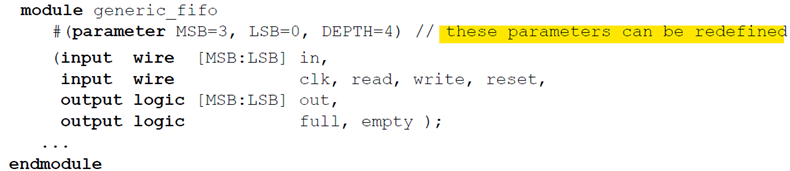 module generic_fifo
#(parameter MSB=3, LSB=0, DEPTH=4) // these parameters can be redefined
(input wire [MSB:LSB] in,
input wire clk, read, write, reset,
output logic [MSB:LSB] out,
output logic full, empty );
...
endmodule